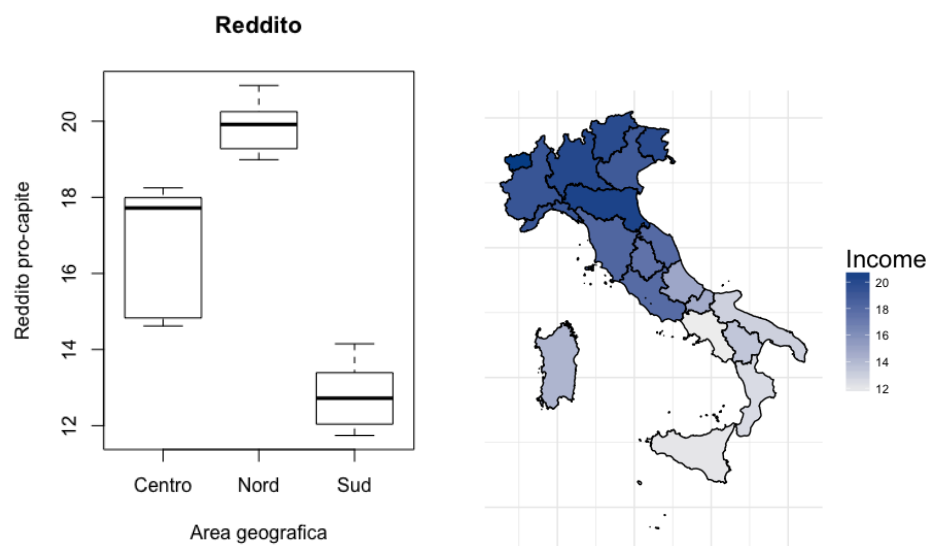 Reddito
Reddito pro-capite
20
18
16
14
12
Centro Nord Sud
Area geografica
Income
20
18
16
14
12